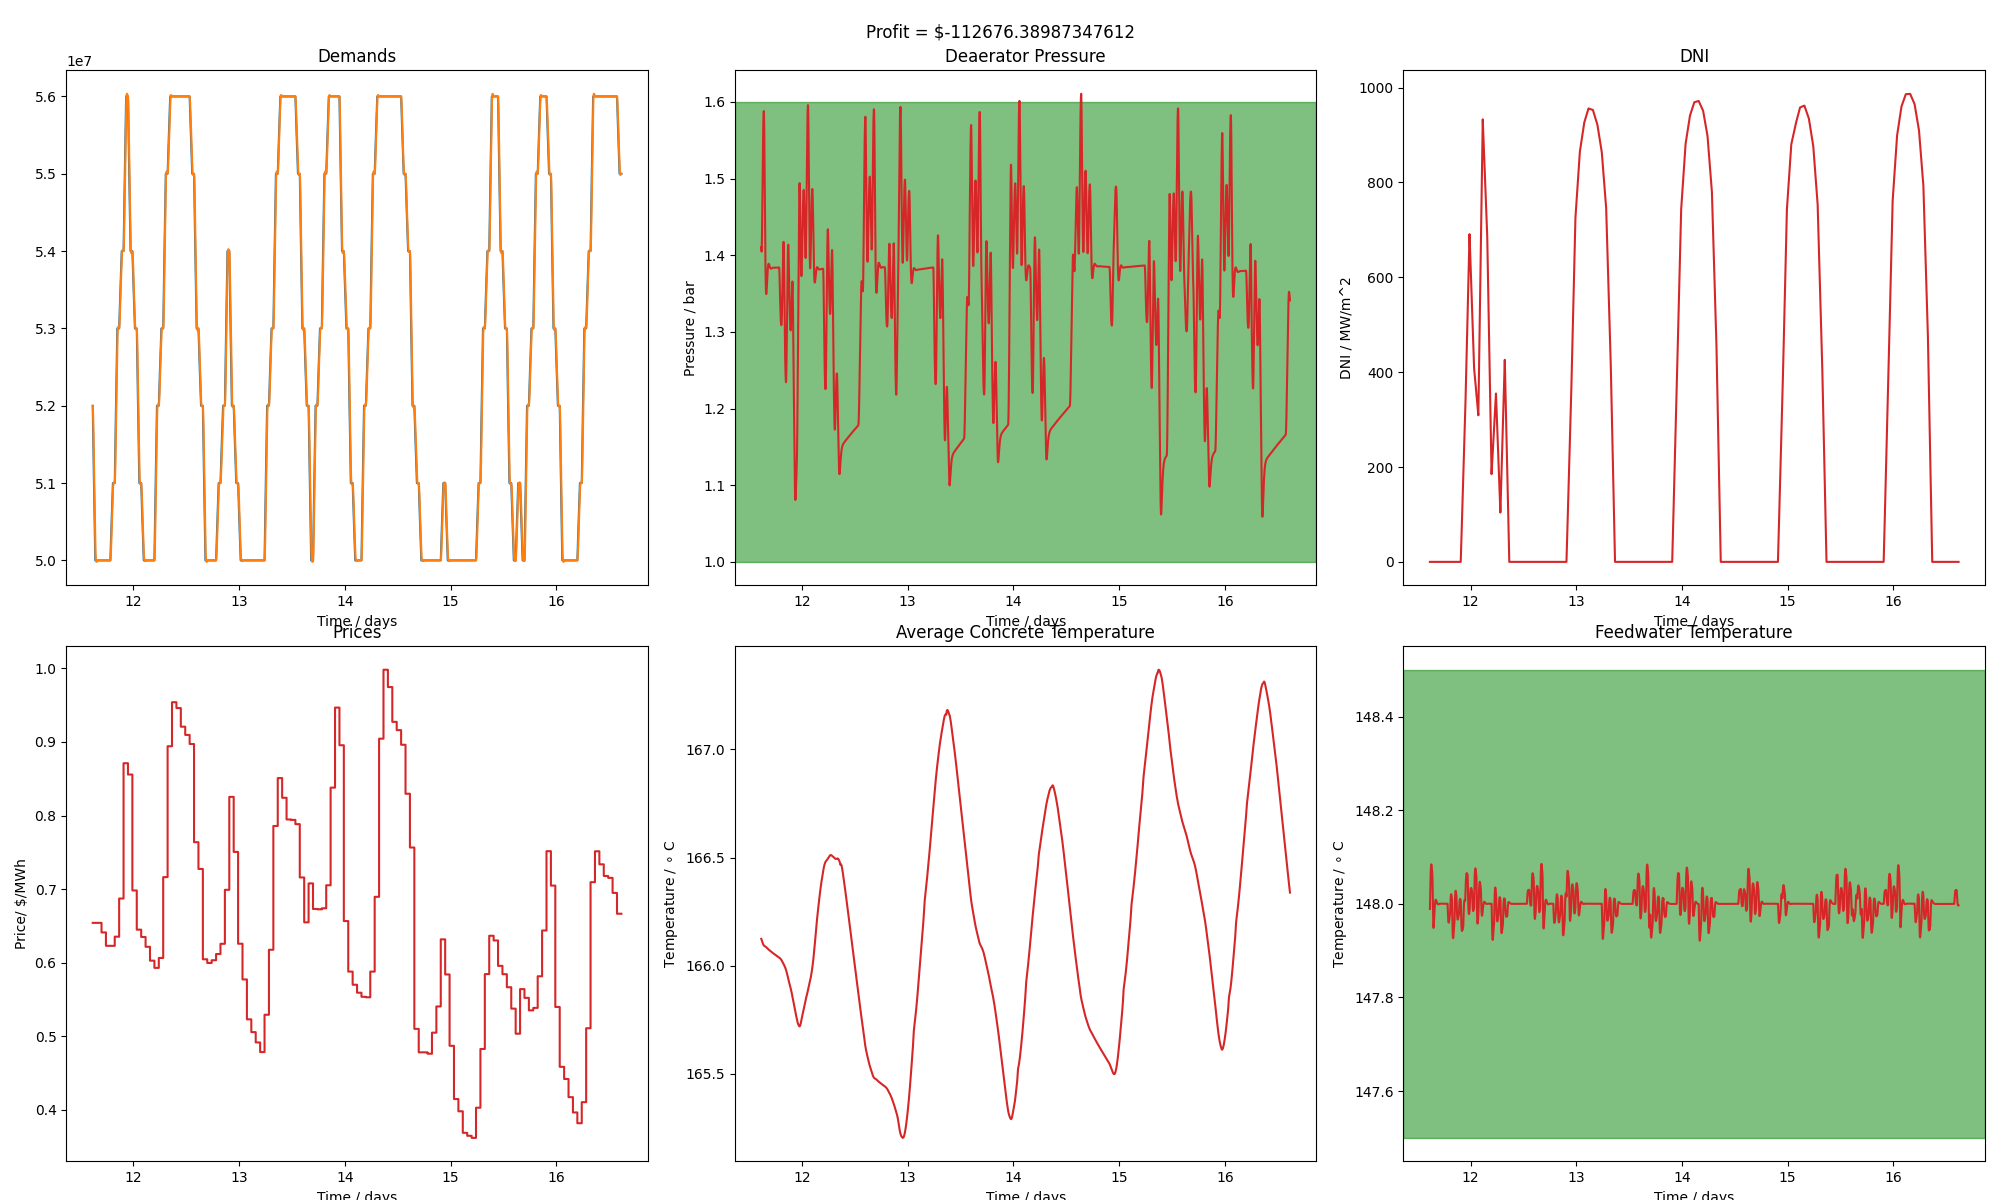 Profit = $-112676.38987347612
Demands
1e7
5.6
5.5
5.4
5.3
5.2
5.1
5.0
12 13 14 15 16
Time / days
Deaerator Pressure
Pressure / bar
1.6
1.5
1.4
1.3
1.2
1.1
1.0
12 13 14 15 16
Time / days
DNI
DNI / MW/m^2
1000
800
600
400
200
0
12 13 14 15 16
Time / days
Prices
Price/ $/MWh
1.0
0.9
0.8
0.7
0.6
0.5
0.4
12 13 14 15 16
Time / days
Average Concrete Temperature
Temperature / ∘ C
167.0
166.5
166.0
165.5
12 13 14 15 16
Time / days
Feedwater Temperature
Temperature / ∘ C
148.4
148.2
148.0
147.8
147.6
12 13 14 15 16
Time / days